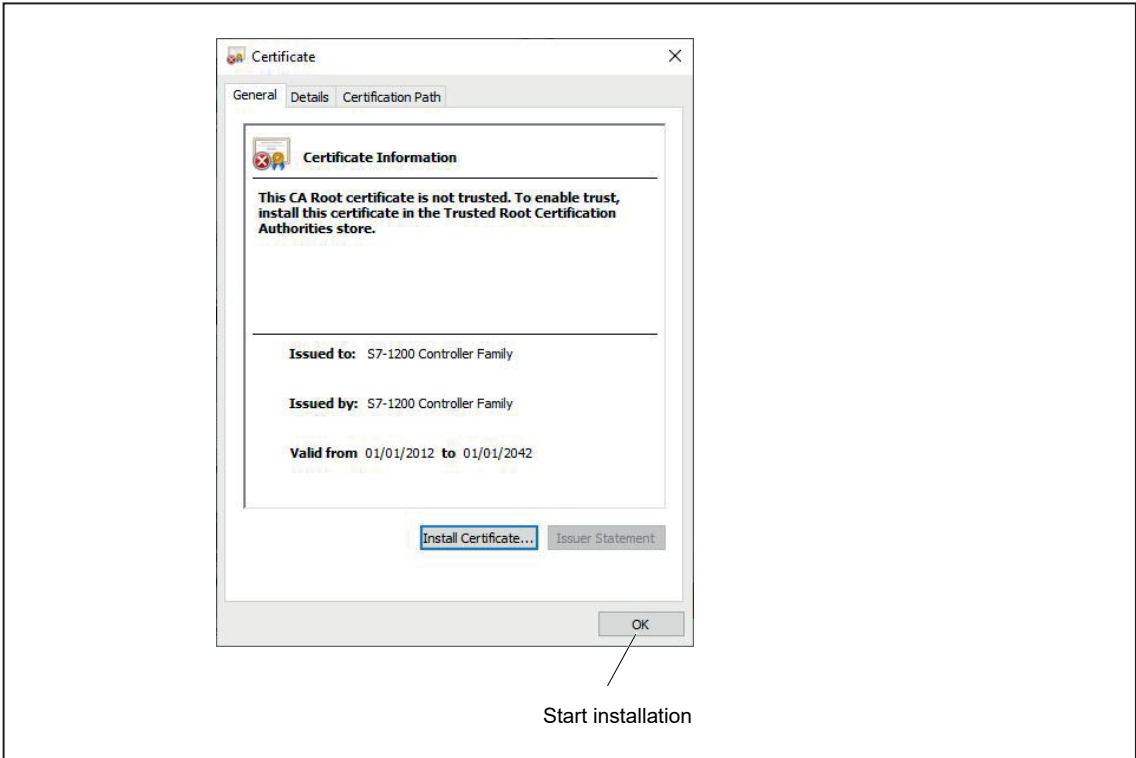 Certificate
General Details Certification Path
Certificate Information
This CA Root certificate is not trusted. To enable trust,
install this certificate in the Trusted Root Certification
Authorities store.
Issued to: S7-1200 Controller Family
Issued by: S7-1200 Controller Family
Valid from 01/01/2012 to 01/01/2042
Install Certificate... Issuer Statement
OK
Start installation